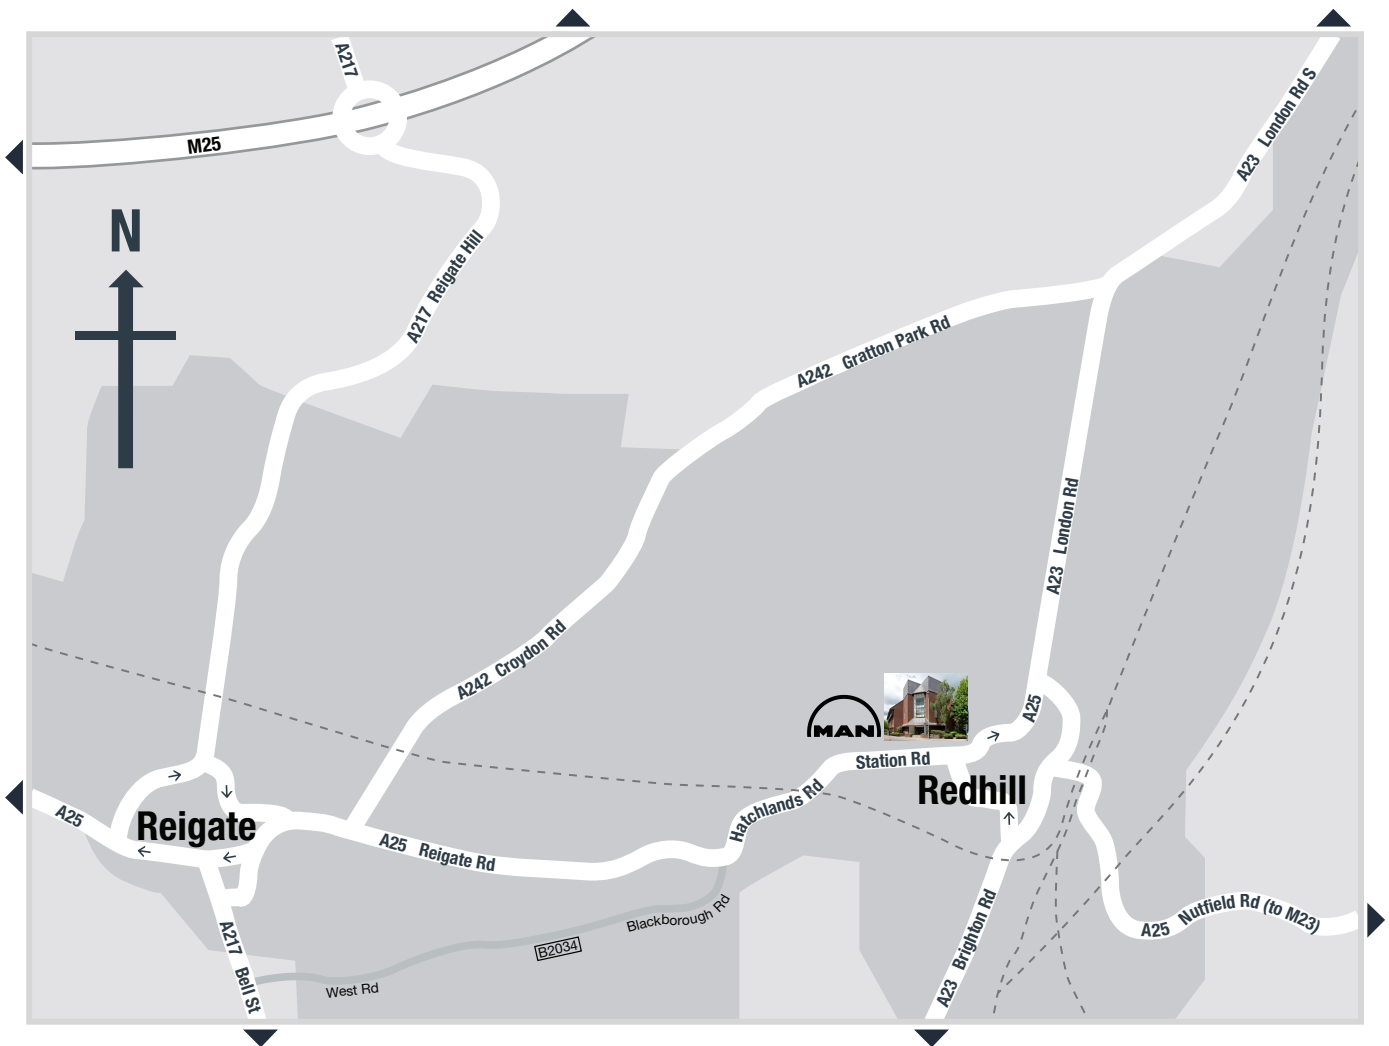 A217
M25
A23 London Rd S
N
A217 Reigate Hill
A242 Gratton Park Rd
A23 London Rd
A242 Croydon Rd
A25
MAN
Station Rd
Redhill
Hatchlands Rd
A25
Reigate
A25 Reigate Rd
Blackborough Rd
B2034
West Rd
A217 Bell St
A23 Brighton Rd
A25 Nutfield Rd (to M23)